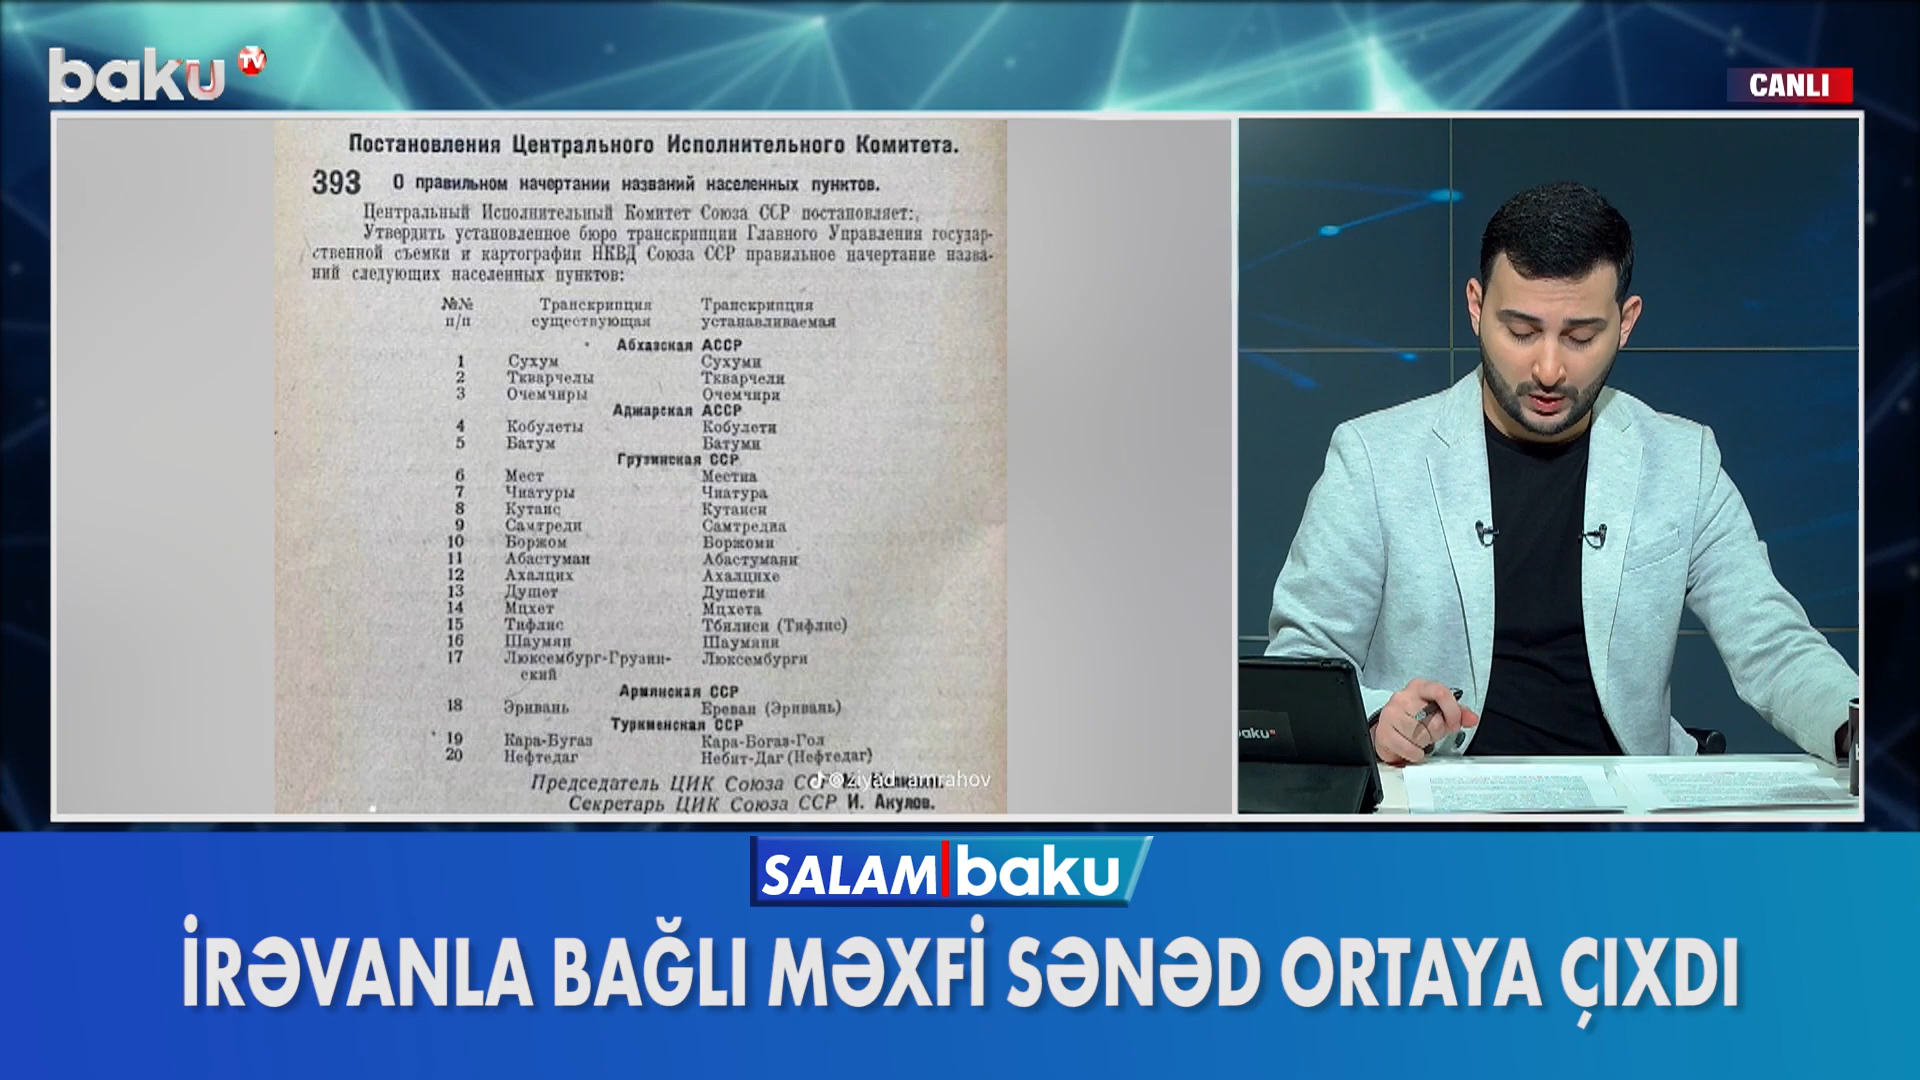 baku TV
CANLI
Постановления Центрального Исполнительного Комитета.
393 О правильном начертании названий населенных пунктов.
Центральный Исполнительный Комитет Союза ССР постановляет:
Утвердить установленное бюро транскрипции Главного Управления государ-
ственной съемки и картографии НКВД Союза ССР правильное начертание назва-
ний следующих населенных пунктов:
№№ Транскрипция Транскрипция
п/п существующая устанавливаемая
Абхазская АССР
1 Сухум Сухуми
2 Ткварчелы Ткварчели
3 Очемчиры Очемчири
Аджарская АССР
4 Кобулеты Кобулети
5 Батум Батуми
Грузинская ССР
6 Мест Местиа
7 Чиатуры Чиатура
8 Кутаис Кутаиси
9 Самтреди Самтредиа
10 Боржом Боржоми
11 Абастуман Абастумани
12 Ахалцих Ахалцихе
13 Душет Душети
14 Мцхет Мцхета
15 Тифлис Тбилиси (Тифлис)
16 Шаумян Шаумяни
17 Люксембург-Грузин- Люксембурги
ский
Армянская ССР
18 Эривань Ереван (Эривань)
Туркменская ССР
19 Кара-Бугаз Кара-Богаз-Гол
20 Нефтедаг Небит-Даг (Нефтедаг)
Председатель ЦИК Союза ССР М. Калинин.
@ziyad_amrahov
Секретарь ЦИК Союза ССР И. Акулов.
baku
SALAM baku
İRƏVANLA BAĞLI MƏXFİ SƏNƏD ORTAYA ÇIXDI